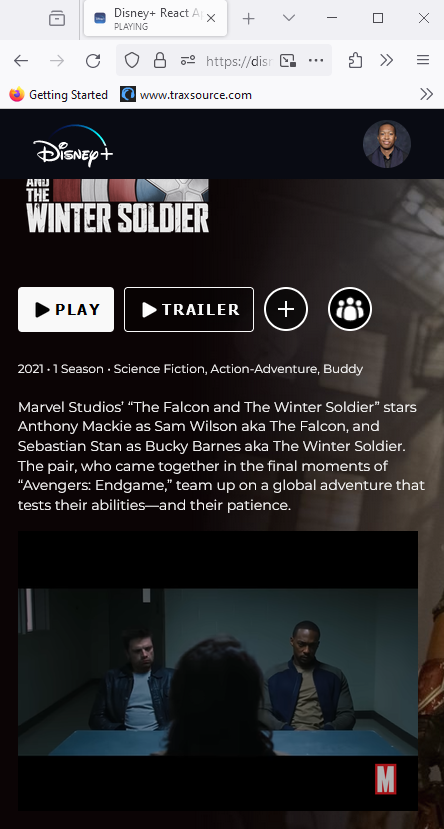 Disney+ React Ap
PLAYING
https://disn
Getting Started
www.traxsource.com
Disney+
AND
THE
WINTER SOLDIER
PLAY
TRAILER
2021 • 1 Season • Science Fiction, Action-Adventure, Buddy
Marvel Studios’ “The Falcon and The Winter Soldier” stars
Anthony Mackie as Sam Wilson aka The Falcon, and
Sebastian Stan as Bucky Barnes aka The Winter Soldier.
The pair, who came together in the final moments of
“Avengers: Endgame,” team up on a global adventure that
tests their abilities—and their patience.
M